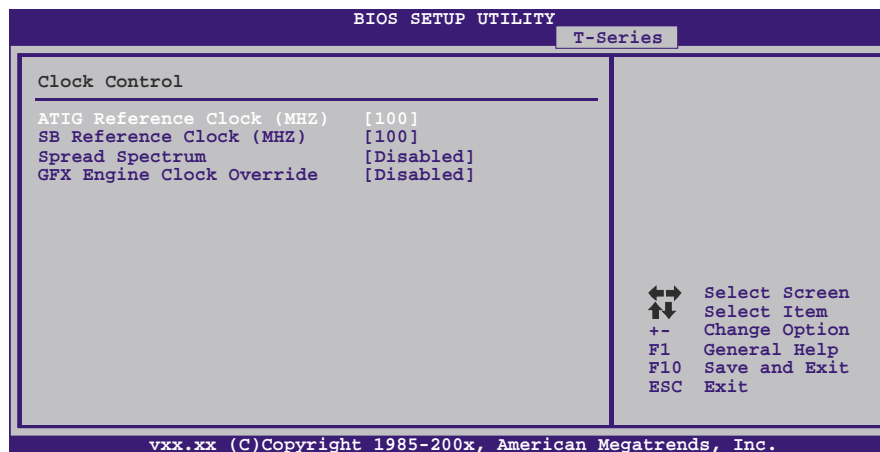 BIOS SETUP UTILITY
T-Series
Clock Control
ATIG Reference Clock (MHZ) [100]
SB Reference Clock (MHZ) [100]
Spread Spectrum [Disabled]
GFX Engine Clock Override [Disabled]
Select Screen
Select Item
+- Change Option
F1 General Help
F10 Save and Exit
ESC Exit
vxx.xx (C)Copyright 1985-200x, American Megatrends, Inc.